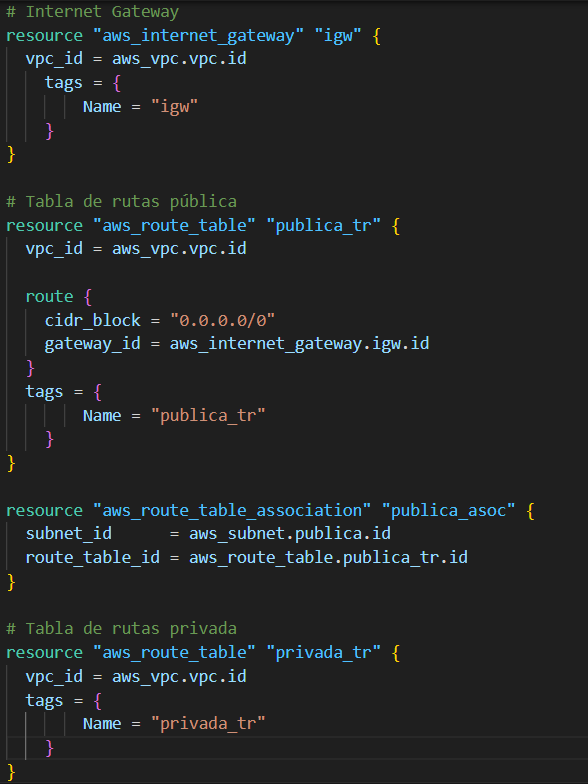 # Internet Gateway
resource "aws_internet_gateway" "igw" {
  vpc_id = aws_vpc.vpc.id
    tags = {
        Name = "igw"
    }
}

# Tabla de rutas pública
resource "aws_route_table" "publica_tr" {
  vpc_id = aws_vpc.vpc.id

  route {
    cidr_block = "0.0.0.0/0"
    gateway_id = aws_internet_gateway.igw.id
  }
  tags = {
        Name = "publica_tr"
    }
}

resource "aws_route_table_association" "publica_asoc" {
  subnet_id      = aws_subnet.publica.id
  route_table_id = aws_route_table.publica_tr.id
}

# Tabla de rutas privada
resource "aws_route_table" "privada_tr" {
  vpc_id = aws_vpc.vpc.id
  tags = {
        Name = "privada_tr"
    }
}